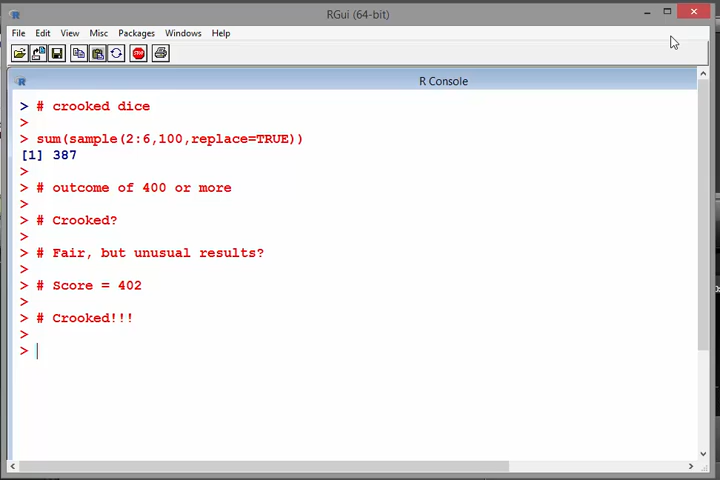 RGui (64-bit)
File Edit View Misc Packages Windows Help
STOP
R Console
> # crooked dice
>
> sum(sample(2:6,100,replace=TRUE))
[1] 387
>
> # outcome of 400 or more
>
> # Crooked?
>
> # Fair, but unusual results?
>
> # Score = 402
>
> # Crooked!!!
>
>